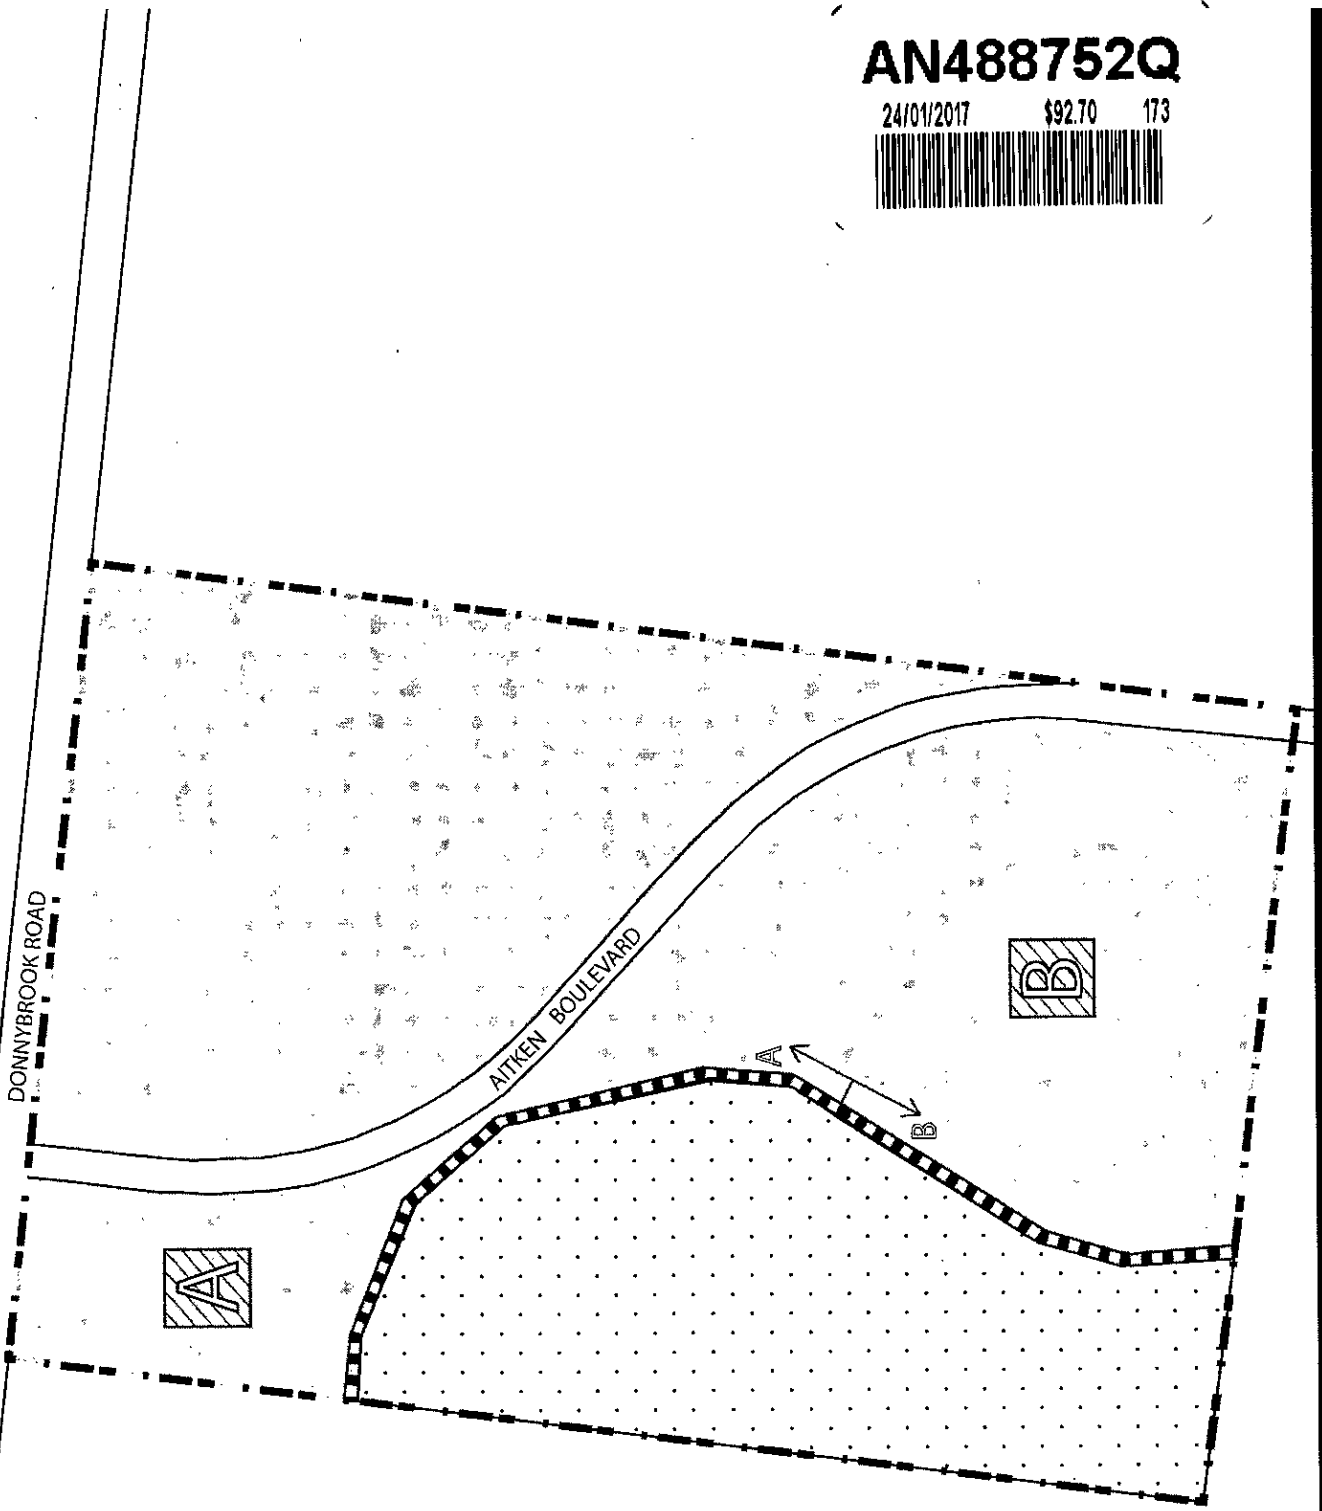 AN488752Q
24/01/2017 $92.70 173
DONNYBROOK ROAD
AITKEN BOULEVARD
A
B
A
B